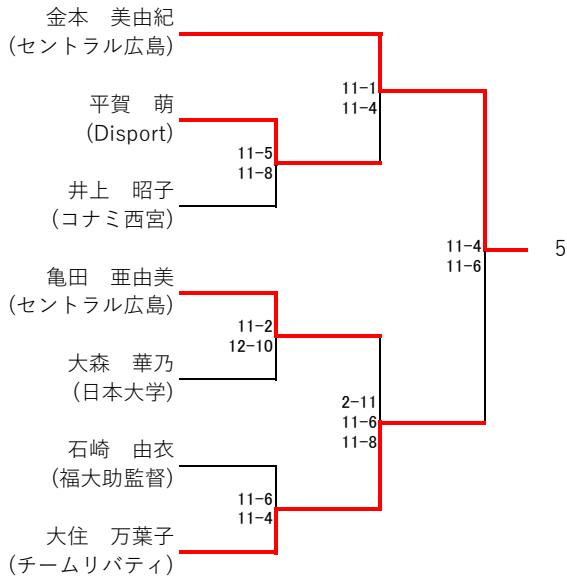 金本　美由紀
(セントラル広島)
11-1
11-4
平賀　萌
(Disport)
11-5
11-8
井上　昭子
(コナミ西宮)
11-4
11-6
5
亀田　亜由美
(セントラル広島)
11-2
12-10
大森　華乃
(日本大学)
2-11
11-6
11-8
石崎　由衣
(福大助監督)
11-6
11-4
大住　万葉子
(チームリバティ)